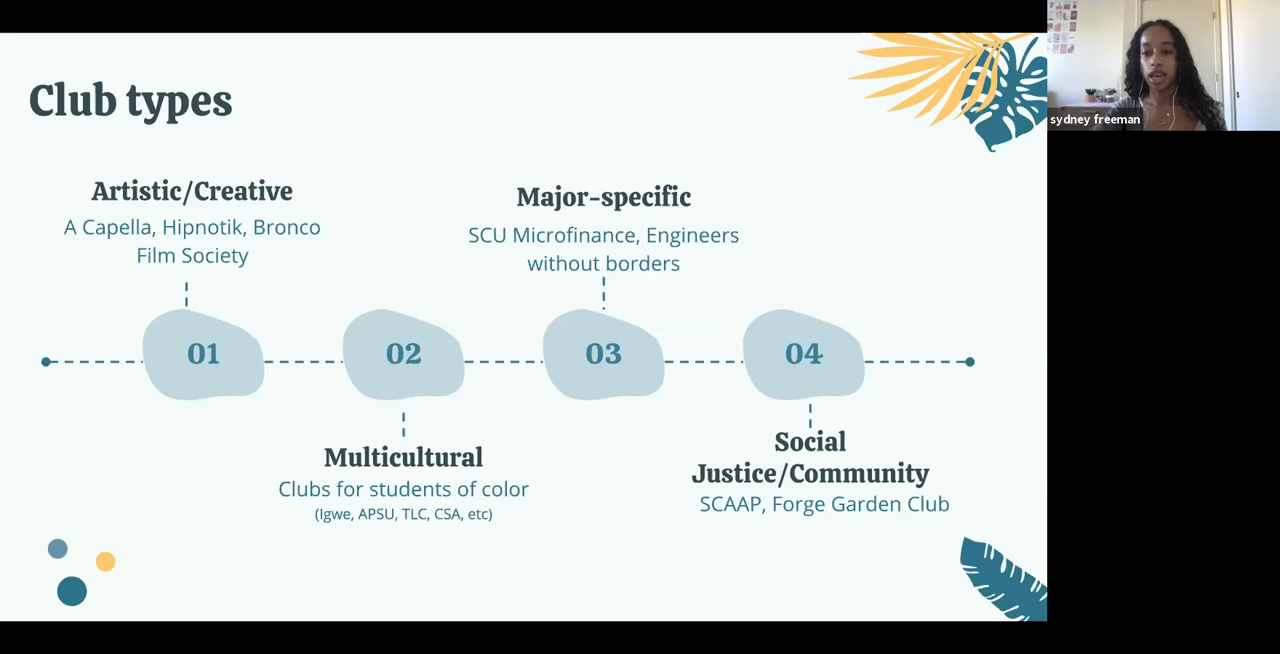 Club types
Artistic/Creative
A Capella, Hipnotik, Bronco
Film Society
Major-specific
SCU Microfinance, Engineers
without borders
01
02
03
04
Multicultural
Clubs for students of color
(Igwe, APSU, TLC, CSA, etc)
Social
Justice/Community
SCAAP, Forge Garden Club
sydney freeman